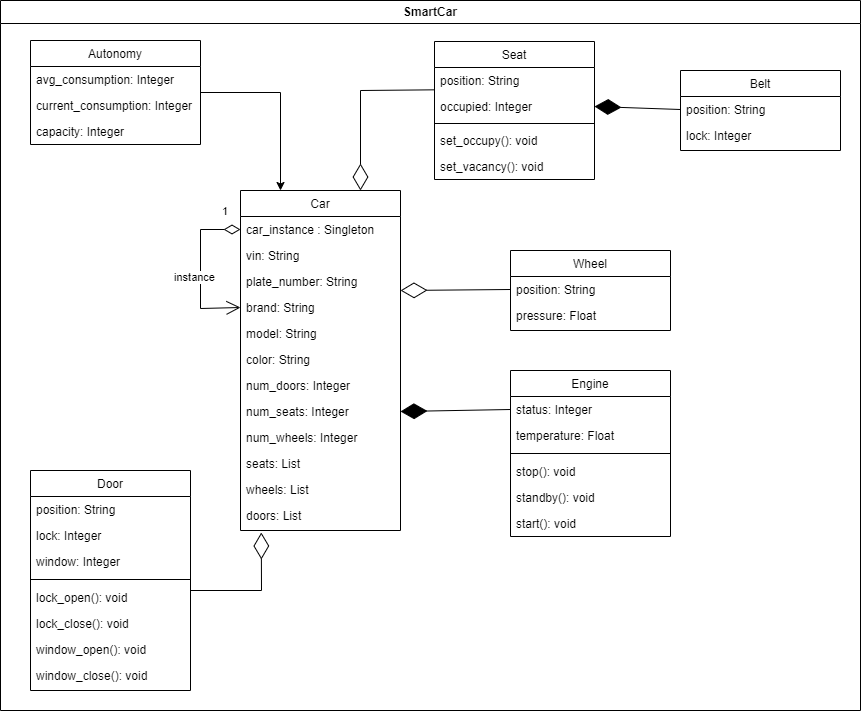 SmartCar
Autonomy
avg_consumption: Integer
current_consumption: Integer
capacity: Integer
Seat
position: String
occupied: Integer
set_occupy(): void
set_vacancy(): void
Belt
position: String
lock: Integer
1
instance
Car
car_instance : Singleton
vin: String
plate_number: String
brand: String
model: String
color: String
num_doors: Integer
num_seats: Integer
num_wheels: Integer
seats: List
wheels: List
doors: List
Wheel
position: String
pressure: Float
Engine
status: Integer
temperature: Float
stop(): void
standby(): void
start(): void
Door
position: String
lock: Integer
window: Integer
lock_open(): void
lock_close(): void
window_open(): void
window_close(): void